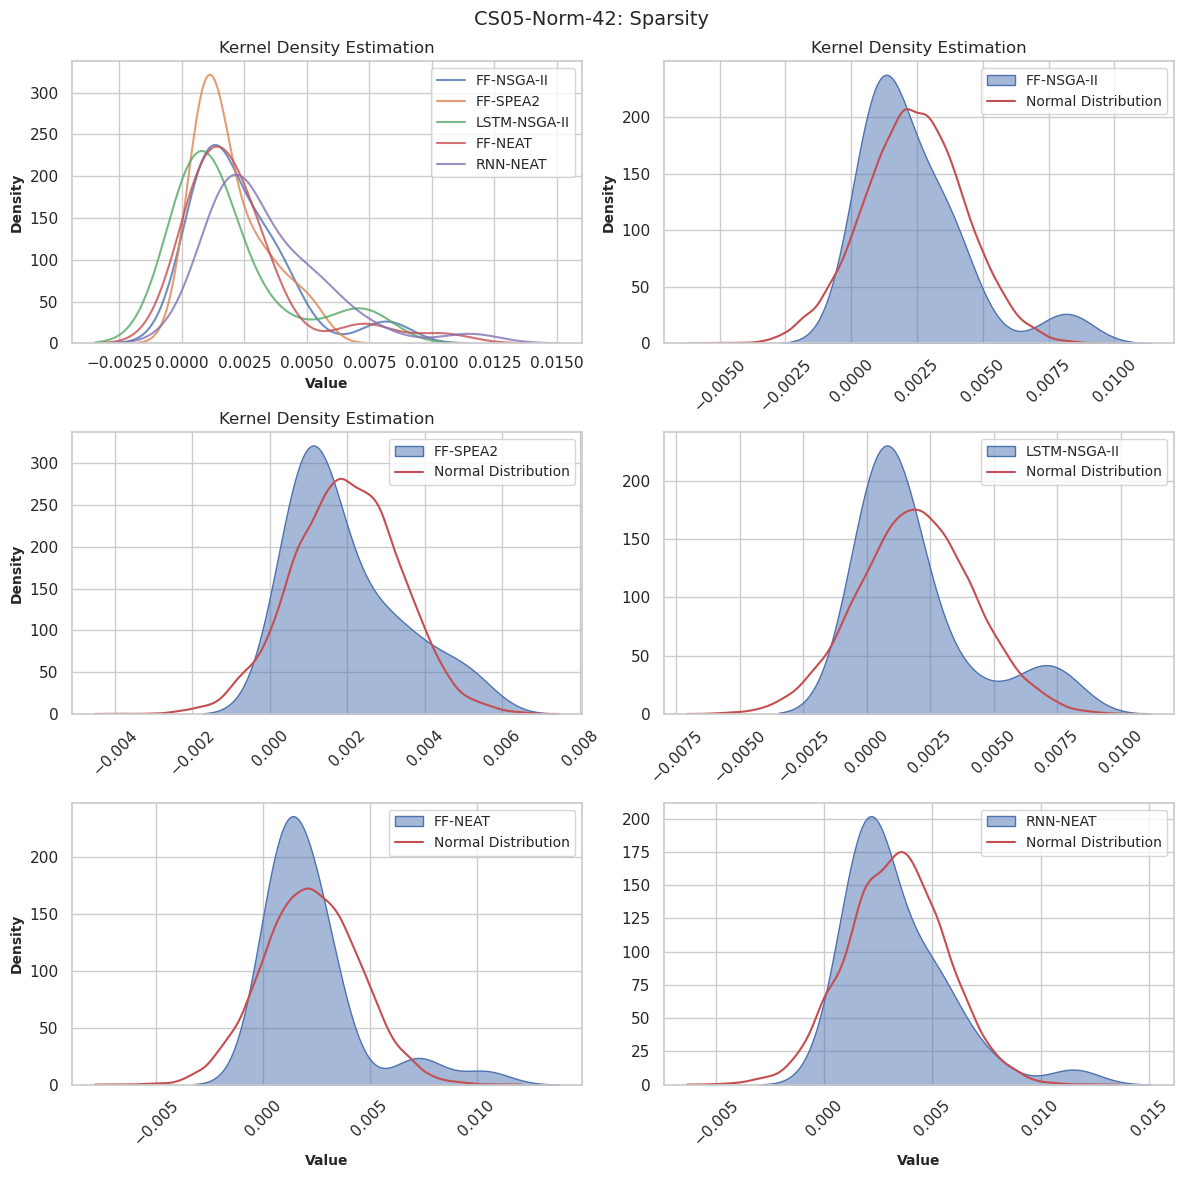 CS05-Norm-42: Sparsity
Kernel Density Estimation
Density
300
250
200
150
100
50
0
FF-NSGA-II
FF-SPEA2
LSTM-NSGA-II
FF-NEAT
RNN-NEAT
−0.0025 0.0000 0.0025 0.0050 0.0075 0.0100 0.0125 0.0150
Value
Kernel Density Estimation
Density
200
150
100
50
0
FF-NSGA-II
Normal Distribution
−0.0050 −0.0025 0.0000 0.0025 0.0050 0.0075 0.0100
Kernel Density Estimation
Density
300
250
200
150
100
50
0
FF-SPEA2
Normal Distribution
−0.004 −0.002 0.000 0.002 0.004 0.006 0.008
200
150
100
50
0
LSTM-NSGA-II
Normal Distribution
−0.0075 −0.0050 −0.0025 0.0000 0.0025 0.0050 0.0075 0.0100
Density
200
150
100
50
0
FF-NEAT
Normal Distribution
−0.005 0.000 0.005 0.010
Value
200
175
150
125
100
75
50
25
0
RNN-NEAT
Normal Distribution
−0.005 0.000 0.005 0.010 0.015
Value